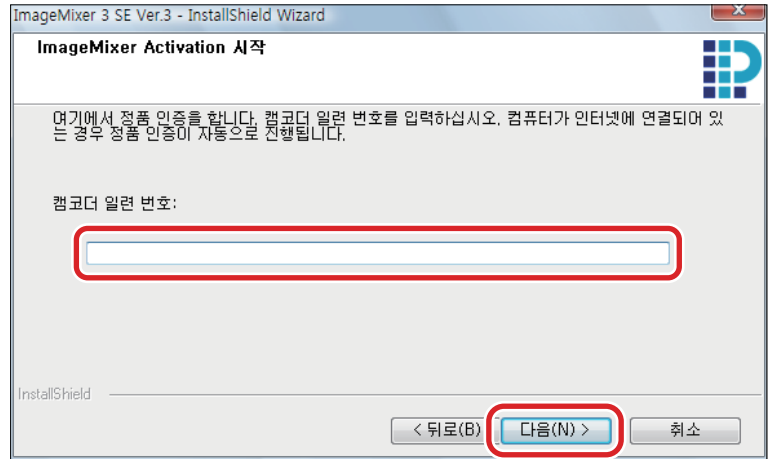 ImageMixer 3 SE Ver.3 - InstallShield Wizard
ImageMixer Activation 시작
여기에서 정품 인증을 합니다. 캠코더 일련 번호를 입력하십시오. 컴퓨터가 인터넷에 연결되어 있
는 경우 정품 인증이 자동으로 진행됩니다.
캠코더 일련 번호:
InstallShield
< 뒤로(B) 다음(N) > 취소